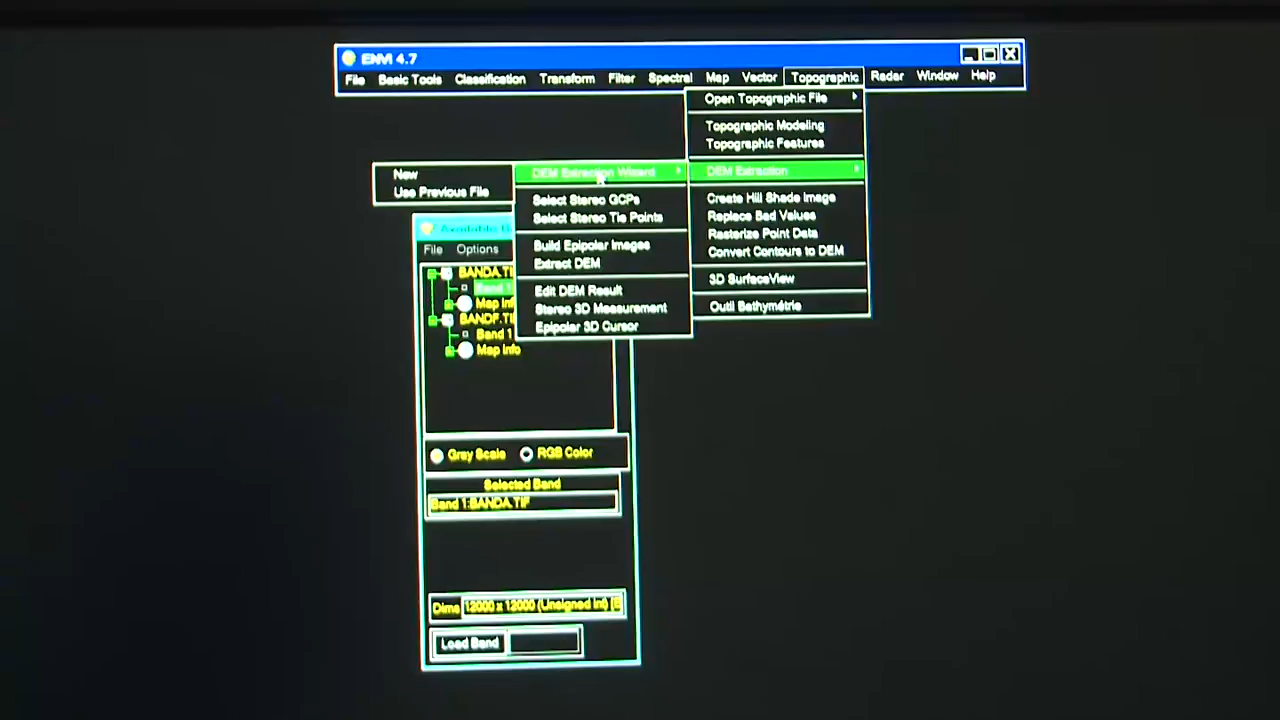 ENVI 4.7
File Basic Tools Classification Transform Filter Spectral Map Vector Topographic Radar Window Help
Open Topographic File
Topographic Modeling
Topographic Features
DEM Extraction
Create Hill Shade Image
Replace Bad Values
Rasterize Point Data
Convert Contours to DEM
3D SurfaceView
Outil Bathymétrie
DEM Extraction Wizard
Select Stereo GCPs
Select Stereo Tie Points
Build Epipolar Images
Extract DEM
Edit DEM Result
Stereo 3D Measurement
Epipolar 3D Cursor
New
Use Previous File
Available B
File Options
BANDA.TI
Band 1
Map Inf
BANDF.TI
Band 1
Map Info
Gray Scale RGB Color
Selected Band
Band 1:BANDA.TIF
Dims 12000 x 12000 (Unsigned Int) [B
Load Band